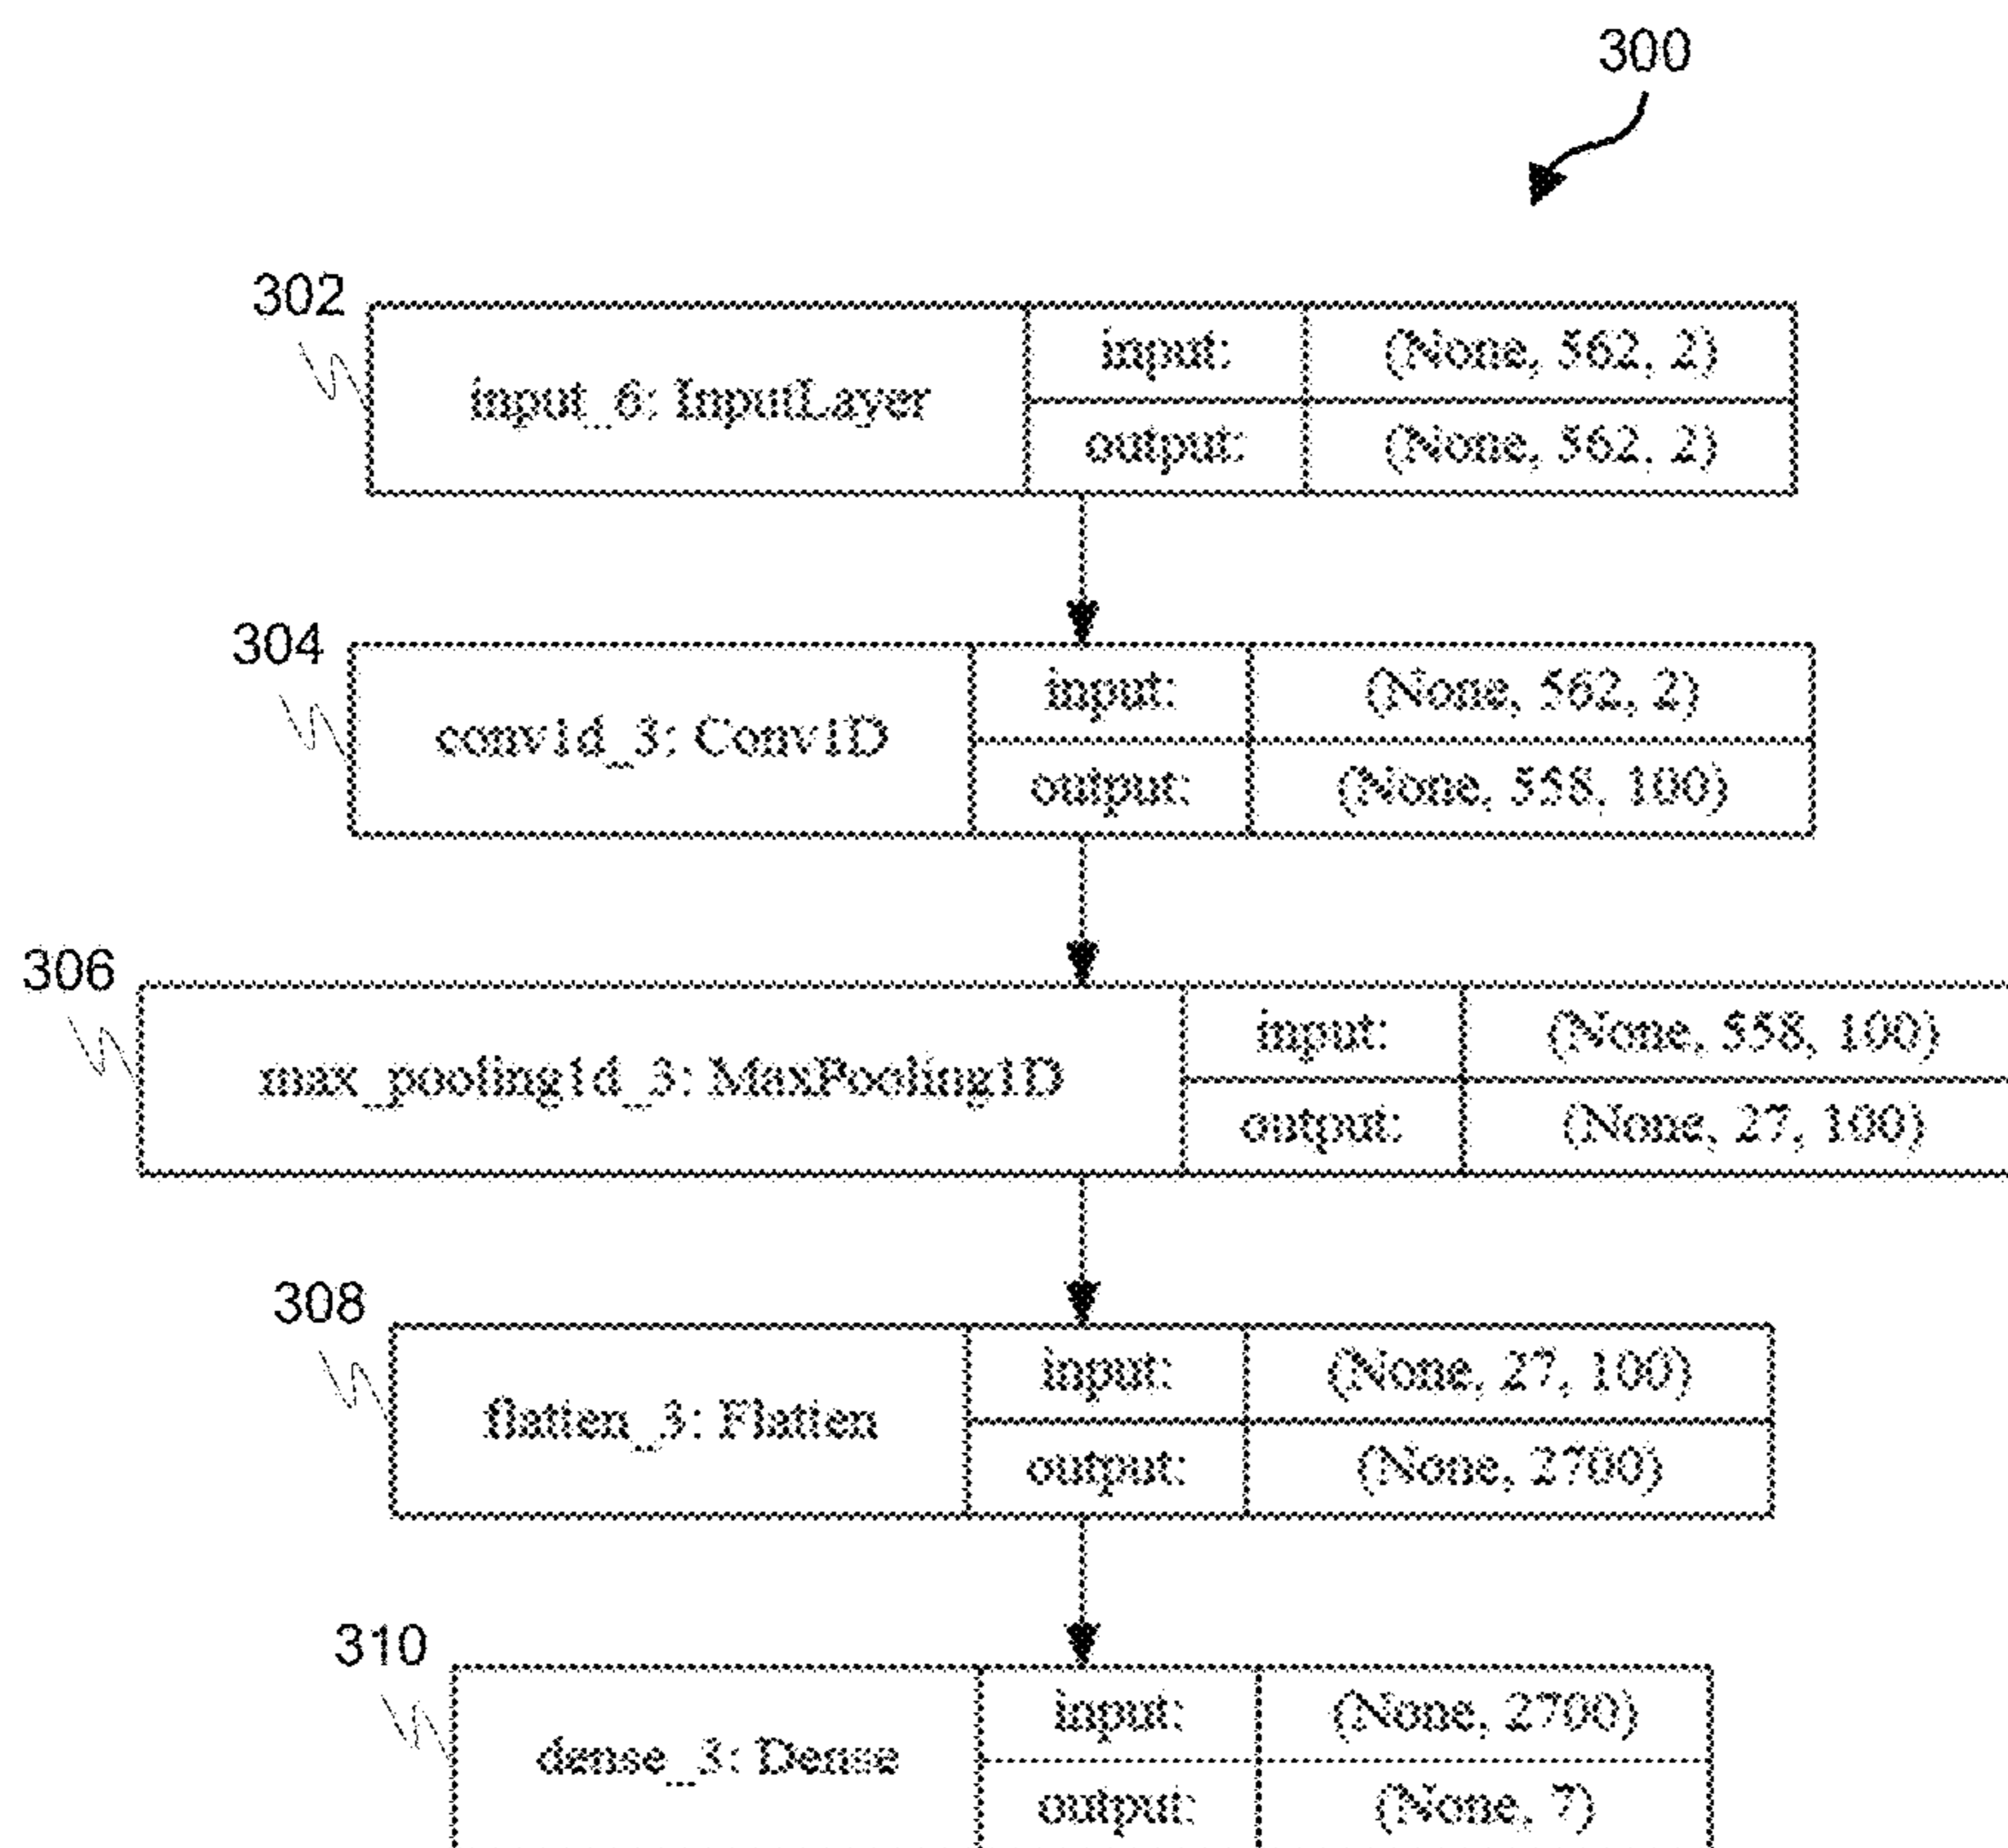 300
302
input_6: InputLayer
input:
(None, 562, 2)
output:
(None, 562, 2)
304
conv1d_3: Conv1D
input:
(None, 562, 2)
output:
(None, 558, 100)
306
max_pooling1d_3: MaxPooling1D
input:
(None, 558, 100)
output:
(None, 27, 100)
308
flatten_3: Flatten
input:
(None, 27, 100)
output:
(None, 2700)
310
dense_3: Dense
input:
(None, 2700)
output:
(None, 7)